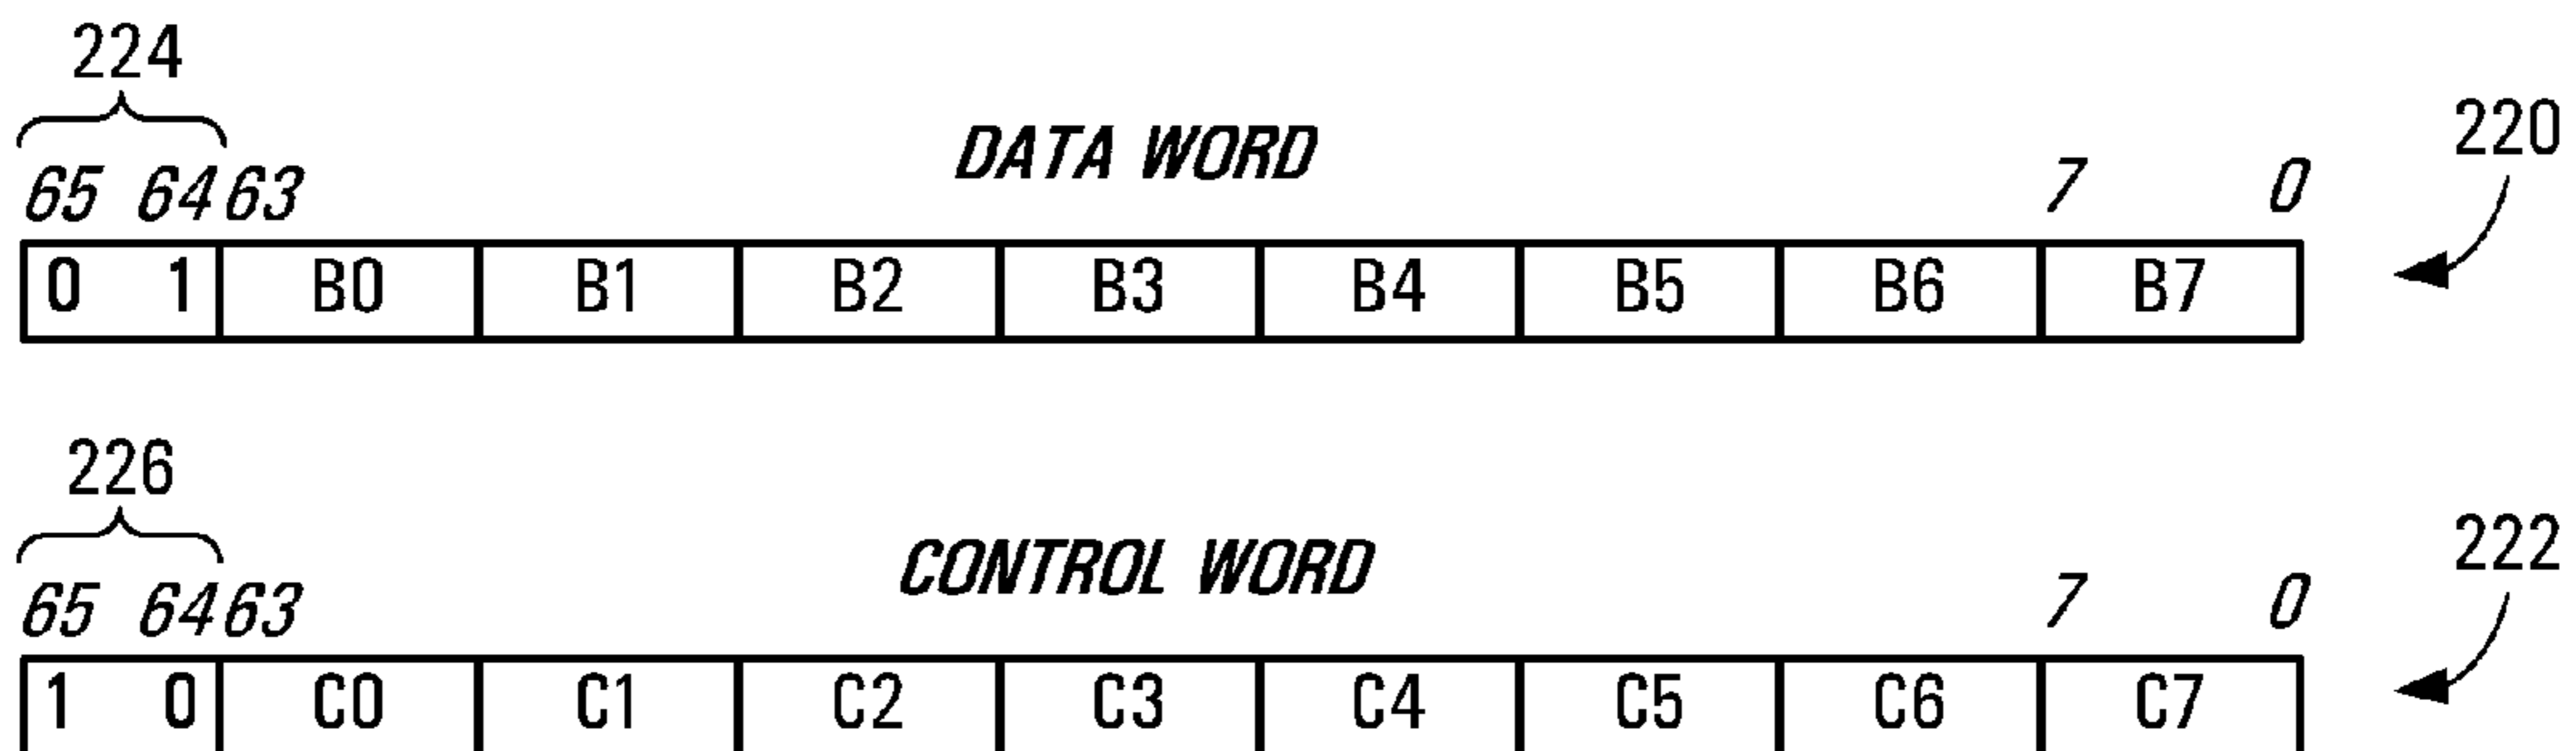 224
DATA WORD 220
65 64 63 7 0
0 1 B0 B1 B2 B3 B4 B5 B6 B7
226
CONTROL WORD 222
65 64 63 7 0
1 0 C0 C1 C2 C3 C4 C5 C6 C7